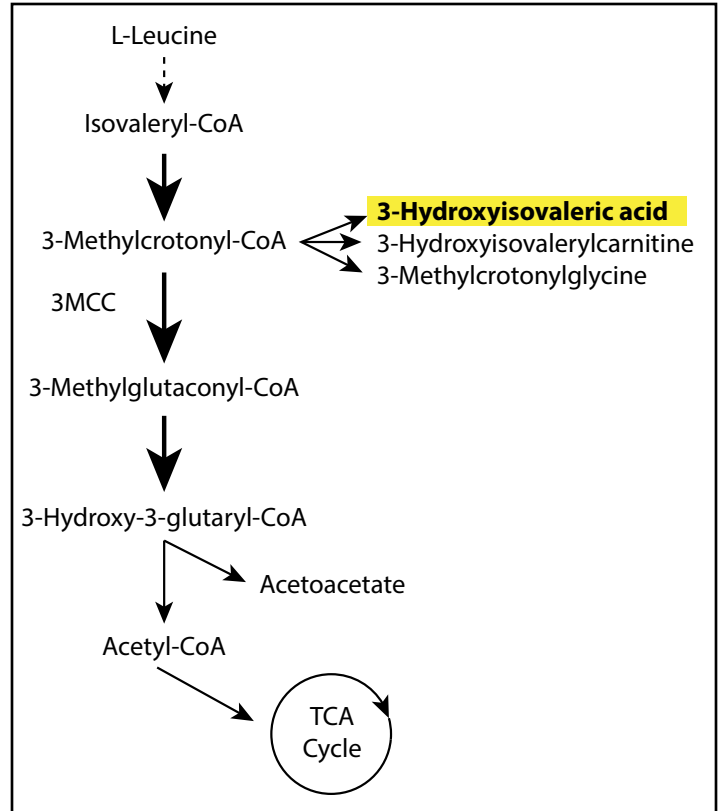 L-Leucine
Isovaleryl-CoA
3-Methylcrotonyl-CoA
3-Hydroxyisovaleric acid
3-Hydroxyisovalerylcarnitine
3-Methylcrotonylglycine
3MCC
3-Methylglutaconyl-CoA
3-Hydroxy-3-glutaryl-CoA
Acetoacetate
Acetyl-CoA
TCA
Cycle